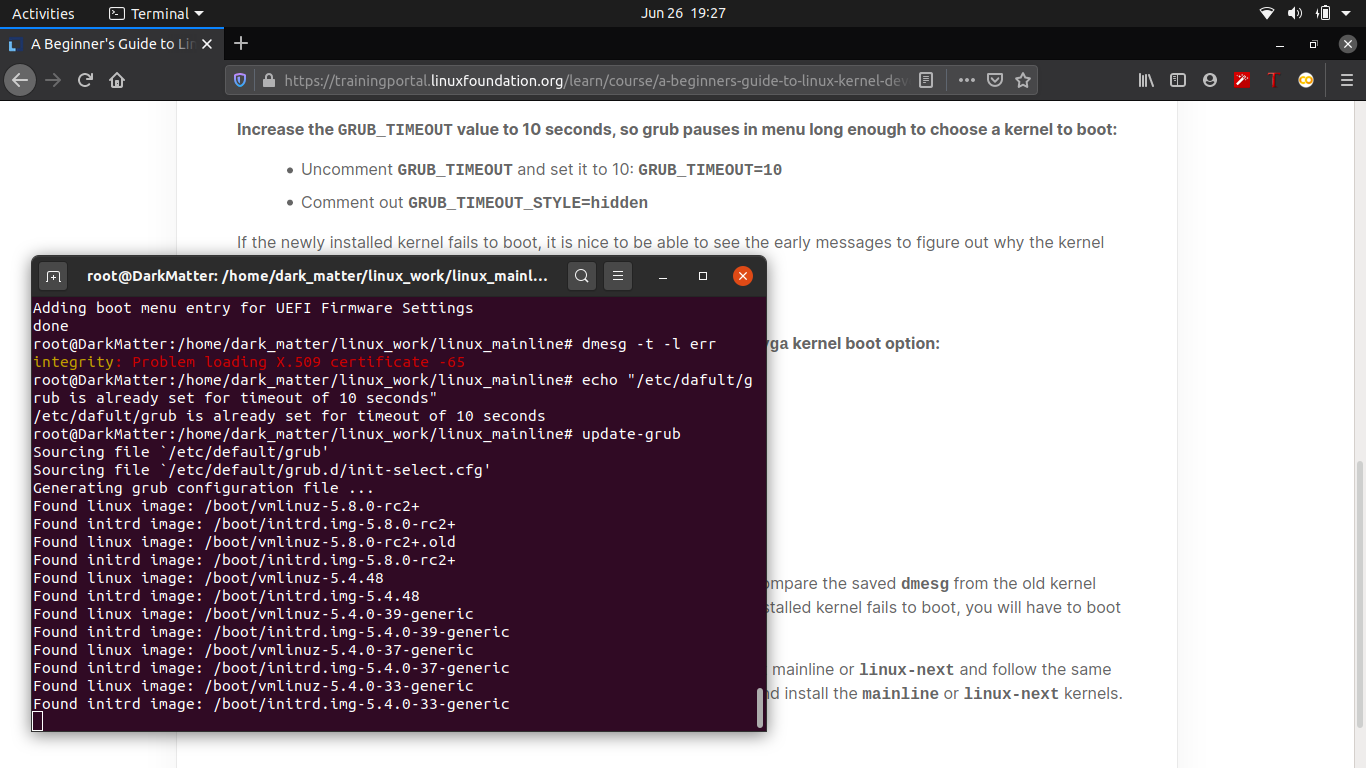 Activities Terminal Jun 26 19:27
A Beginner's Guide to Lin
https://trainingportal.linuxfoundation.org/learn/course/a-beginners-guide-to-linux-kernel-dev
Increase the GRUB_TIMEOUT value to 10 seconds, so grub pauses in menu long enough to choose a kernel to boot:
• Uncomment GRUB_TIMEOUT and set it to 10: GRUB_TIMEOUT=10
• Comment out GRUB_TIMEOUT_STYLE=hidden
If the newly installed kernel fails to boot, it is nice to be able to see the early messages to figure out why the kernel
root@DarkMatter: /home/dark_matter/linux_work/linux_mainl...
Adding boot menu entry for UEFI Firmware Settings
done
root@DarkMatter:/home/dark_matter/linux_work/linux_mainline# dmesg -t -l err
integrity: Problem loading X.509 certificate -65
root@DarkMatter:/home/dark_matter/linux_work/linux_mainline# echo "/etc/dafult/g
rub is already set for timeout of 10 seconds"
/etc/dafult/grub is already set for timeout of 10 seconds
root@DarkMatter:/home/dark_matter/linux_work/linux_mainline# update-grub
Sourcing file `/etc/default/grub'
Sourcing file `/etc/default/grub.d/init-select.cfg'
Generating grub configuration file ...
Found linux image: /boot/vmlinuz-5.8.0-rc2+
Found initrd image: /boot/initrd.img-5.8.0-rc2+
Found linux image: /boot/vmlinuz-5.8.0-rc2+.old
Found initrd image: /boot/initrd.img-5.8.0-rc2+
Found linux image: /boot/vmlinuz-5.4.48
Found initrd image: /boot/initrd.img-5.4.48
Found linux image: /boot/vmlinuz-5.4.0-39-generic
Found initrd image: /boot/initrd.img-5.4.0-39-generic
Found linux image: /boot/vmlinuz-5.4.0-37-generic
Found initrd image: /boot/initrd.img-5.4.0-37-generic
Found linux image: /boot/vmlinuz-5.4.0-33-generic
Found initrd image: /boot/initrd.img-5.4.0-33-generic
vga kernel boot option:
ompare the saved dmesg from the old kernel
stalled kernel fails to boot, you will have to boot
mainline or linux-next and follow the same
nd install the mainline or linux-next kernels.